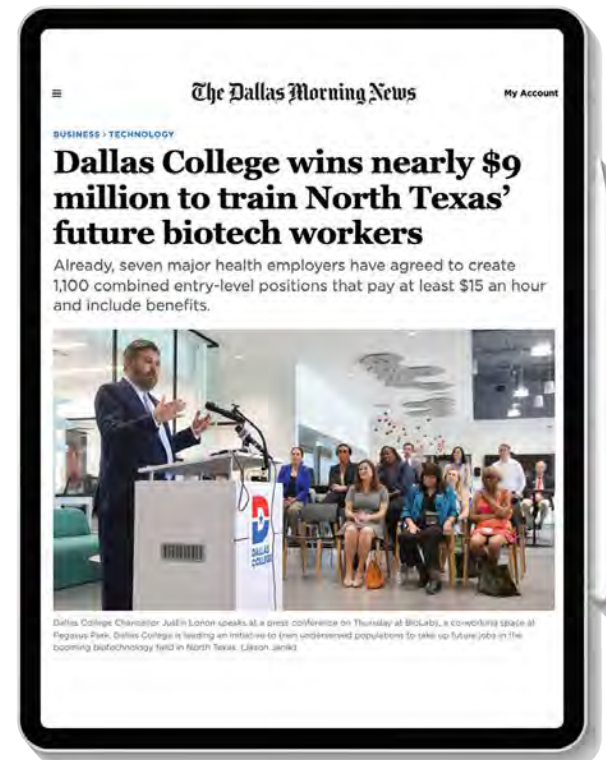 The Dallas Morning News
My Account
BUSINESS > TECHNOLOGY
Dallas College wins nearly $9
million to train North Texas'
future biotech workers
Already, seven major health employers have agreed to create
1,100 combined entry-level positions that pay at least $15 an hour
and include benefits.
DALLAS
COLLEGE
Dallas College Chancellor Justin Lonon speaks at a press conference on Thursday at BioLabs, a co-working space at
Pegasus Park. Dallas College is leading an initiative to train underserved populations to take up future jobs in the
booming biotechnology field in North Texas. (Jason Janik)